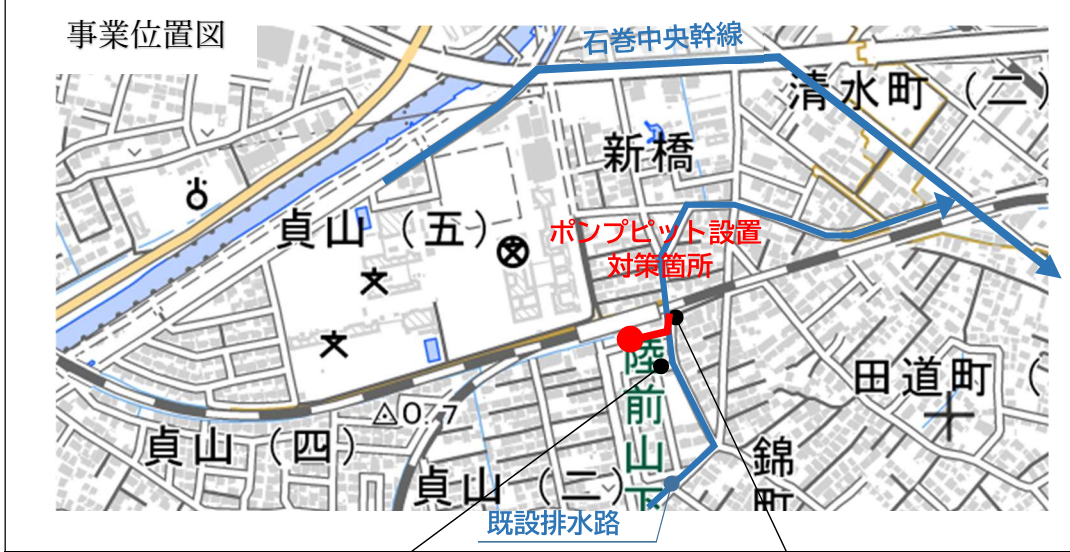 事業位置図
石巻中央幹線
清水町（二）
新橋
貞山（五）
ポンプピット設置
対策箇所
田道町（
陸前山下
0.7
貞山（四）
貞山（二）
錦町
既設排水路